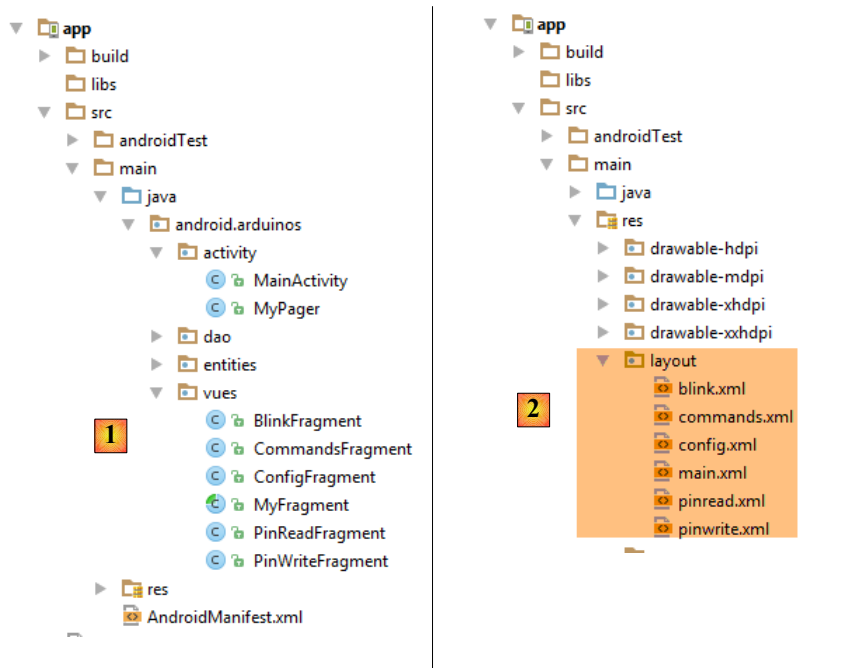 app
build
libs
src
androidTest
main
java
android.arduinos
activity
MainActivity
MyPager
dao
entities
vues
BlinkFragment
1
CommandsFragment
ConfigFragment
MyFragment
PinReadFragment
PinWriteFragment
res
AndroidManifest.xml
app
build
libs
src
androidTest
main
java
res
drawable-hdpi
drawable-mdpi
drawable-xhdpi
drawable-xxhdpi
layout
blink.xml
2
commands.xml
config.xml
main.xml
pinread.xml
pinwrite.xml